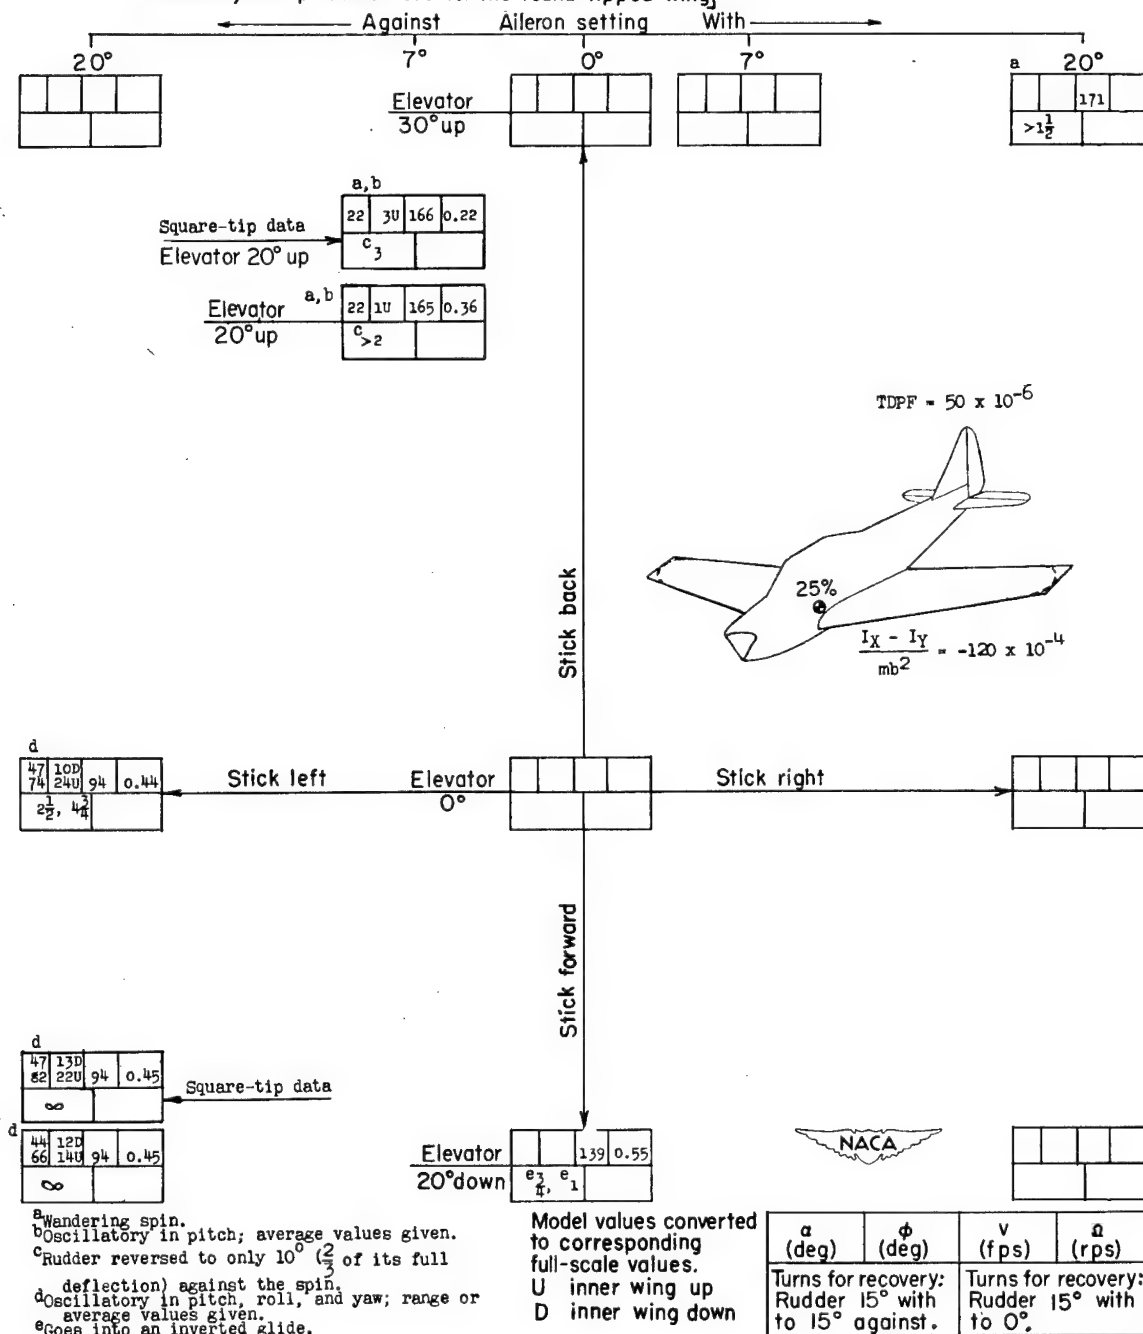 Against Aileron setting With
20° 7° 0° 7° 20°
a
171
>1½
Elevator
30° up
a,b
22 3U 166 0.22
c3
Square-tip data
Elevator 20° up
a,b
22 1U 165 0.36
c>2
Elevator
20° up
TDPF = 50 x 10⁻⁶
25%
I_X - I_Y
mb² = -120 x 10⁻⁴
Stick back
d
47 10D
74 24U 94 0.44
2½, 4¾
Stick left
Elevator
0°
Stick right
Stick forward
d
47 13D
82 22U 94 0.45
∞
Square-tip data
d
44 12D
66 14U 94 0.45
∞
Elevator
20° down
139 0.55
e¾, e1
NACA
aWandering spin.
bOscillatory in pitch; average values given.
cRudder reversed to only 10° (⅔ of its full
deflection) against the spin.
dOscillatory in pitch, roll, and yaw; range or
average values given.
eGoes into an inverted glide.
Model values converted
to corresponding
full-scale values.
U inner wing up
D inner wing down
α
(deg)
ϕ
(deg)
V
(fps)
Ω
(rps)
Turns for recovery:
Rudder 15° with
to 15° against.
Turns for recovery:
Rudder 15° with
to 0°.